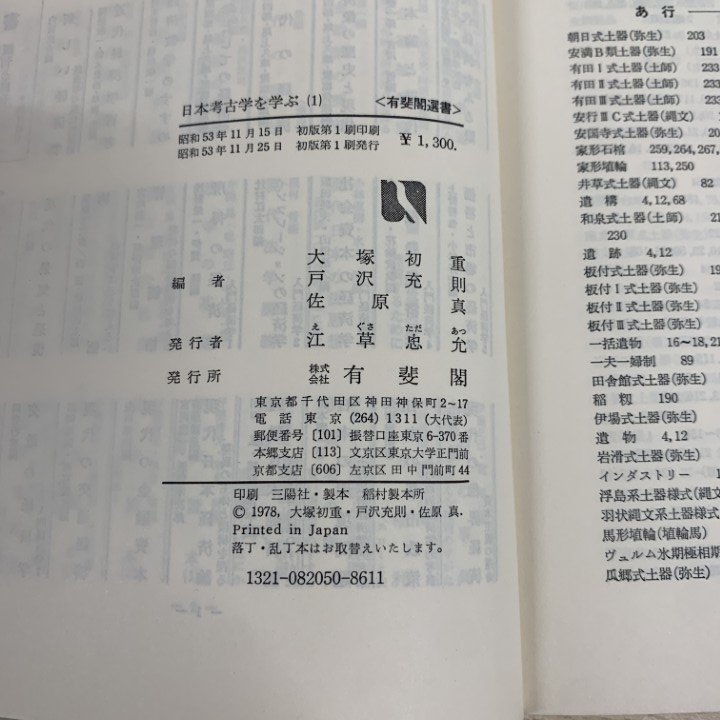 日本考古学を学ぶ (1) <有斐閣選書>
昭和53年11月15日 初版第1刷印刷
昭和53年11月25日 初版第1刷発行
¥ 1,300.
編者
大塚初重
戸沢充則
佐原真
発行者 江草忠允
えぐさただあつ
発行所 株式会社 有斐閣
東京都千代田区神田神保町2~17
電話東京(264)1311(大代表)
郵便番号〔101〕振替口座東京6-370番
本郷支店〔113〕文京区東京大学正門前
京都支店〔606〕左京区田中門前町44
印刷 三陽社・製本 稲村製本所
© 1978, 大塚初重・戸沢充則・佐原 真.
Printed in Japan
落丁・乱丁本はお取替えいたします。
1321-082050-8611
あ行
朝日式土器(弥生) 203
安満B類土器(弥生) 191
有田Ⅰ式土器(土師) 233
有田Ⅱ式土器(土師) 233
有田Ⅲ式土器(土師) 233
安行ⅢC式土器(縄文)
安国寺式土器(弥生)
家形石棺 259,264,267,
家形埴輪 113,250
井草式土器(縄文) 82
遺構 4,12,68
和泉式土器(土師)
230
遺跡 4,12
板付式土器(弥生)
板付Ⅰ式土器(弥生)
板付Ⅱ式土器(弥生)
板付Ⅲ式土器(弥生)
一括遺物 16~18,21
一夫一婦制 89
田舎館式土器(弥生)
稲籾 190
伊場式土器(弥生)
遺物 4,12
岩滑式土器(弥生)
インダストリー
浮島系土器様式(縄文
羽状縄文系土器様式(
馬形埴輪(埴輪馬)
ヴュルム氷期極相期
瓜郷式土器(弥生)